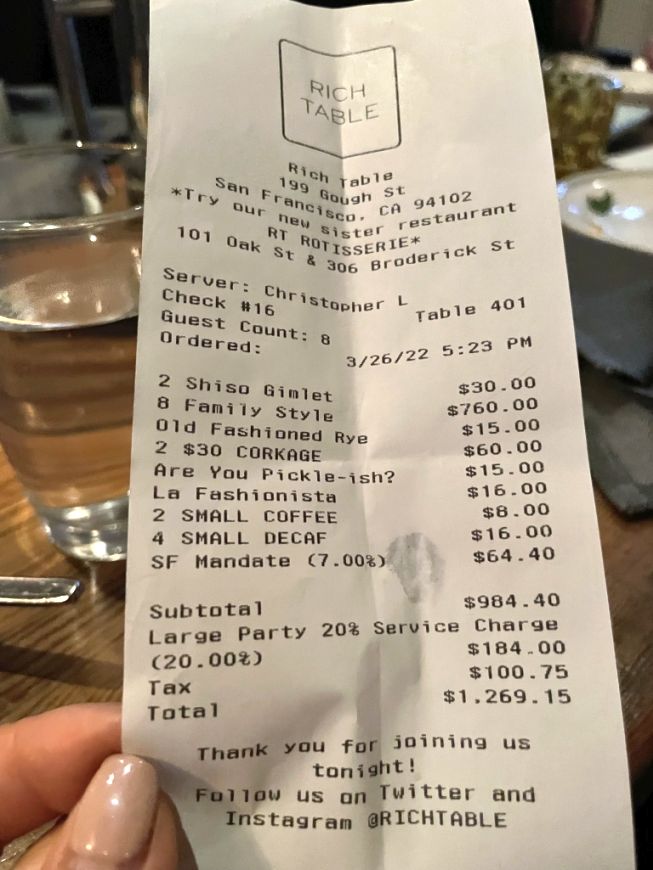 RICH
TABLE
Rich Table
199 Gough St
San Francisco, CA 94102
*Try our new sister restaurant
RT ROTISSERIE*
101 Oak St & 306 Broderick St
Server: Christopher L
Check #16 Table 401
Guest Count: 8
Ordered: 3/26/22 5:23 PM
2 Shiso Gimlet $30.00
8 Family Style $760.00
Old Fashioned Rye $15.00
2 $30 CORKAGE $60.00
Are You Pickle-ish? $15.00
La Fashionista $16.00
2 SMALL COFFEE $8.00
4 SMALL DECAF $16.00
SF Mandate (7.00%) $64.40
Subtotal $984.40
Large Party 20% Service Charge
(20.00%) $184.00
Tax $100.75
Total $1,269.15
Thank you for joining us
tonight!
Follow us on Twitter and
Instagram @RICHTABLE